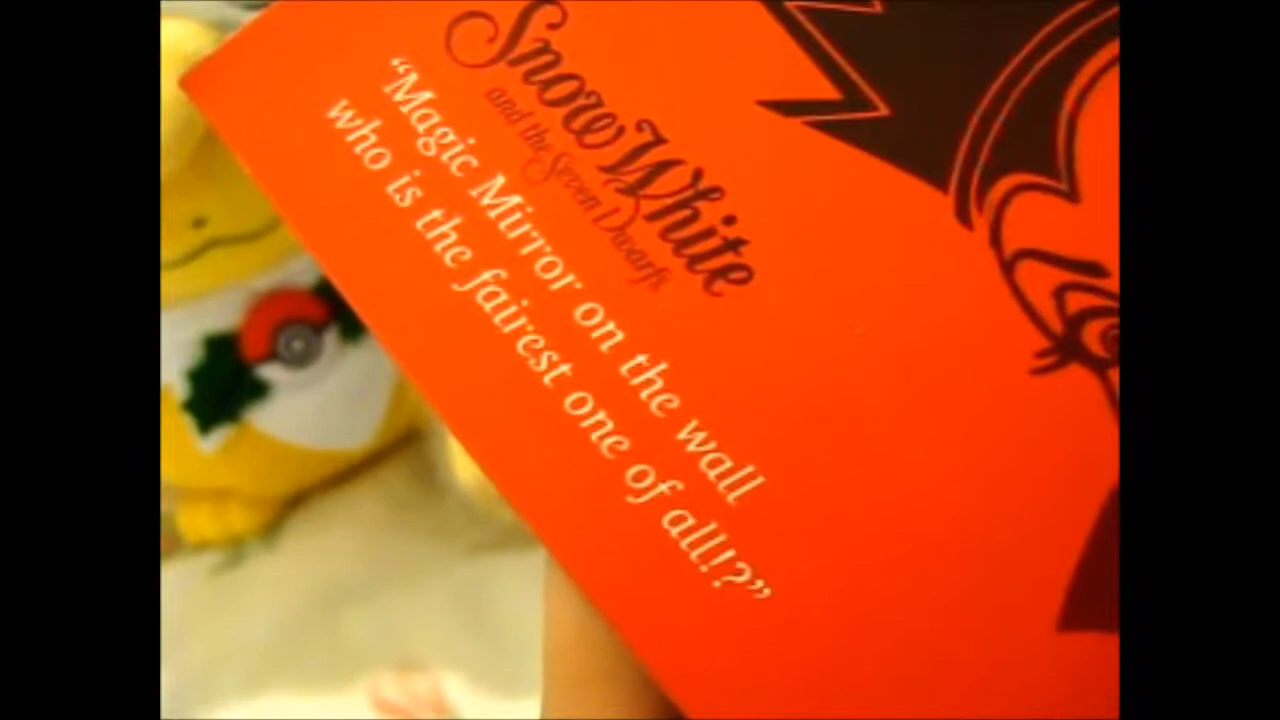 Snow White
and the Seven Dwarfs
“Magic Mirror on the wall
who is the fairest one of all!?”